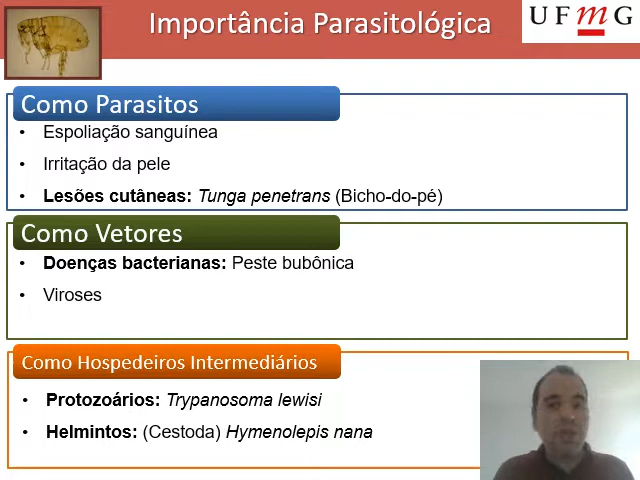 Importância Parasitológica
UFmG
Como Parasitos
• Espoliação sanguínea
• Irritação da pele
• Lesões cutâneas: Tunga penetrans (Bicho-do-pé)
Como Vetores
• Doenças bacterianas: Peste bubônica
• Viroses
Como Hospedeiros Intermediários
• Protozoários: Trypanosoma lewisi
• Helmintos: (Cestoda) Hymenolepis nana